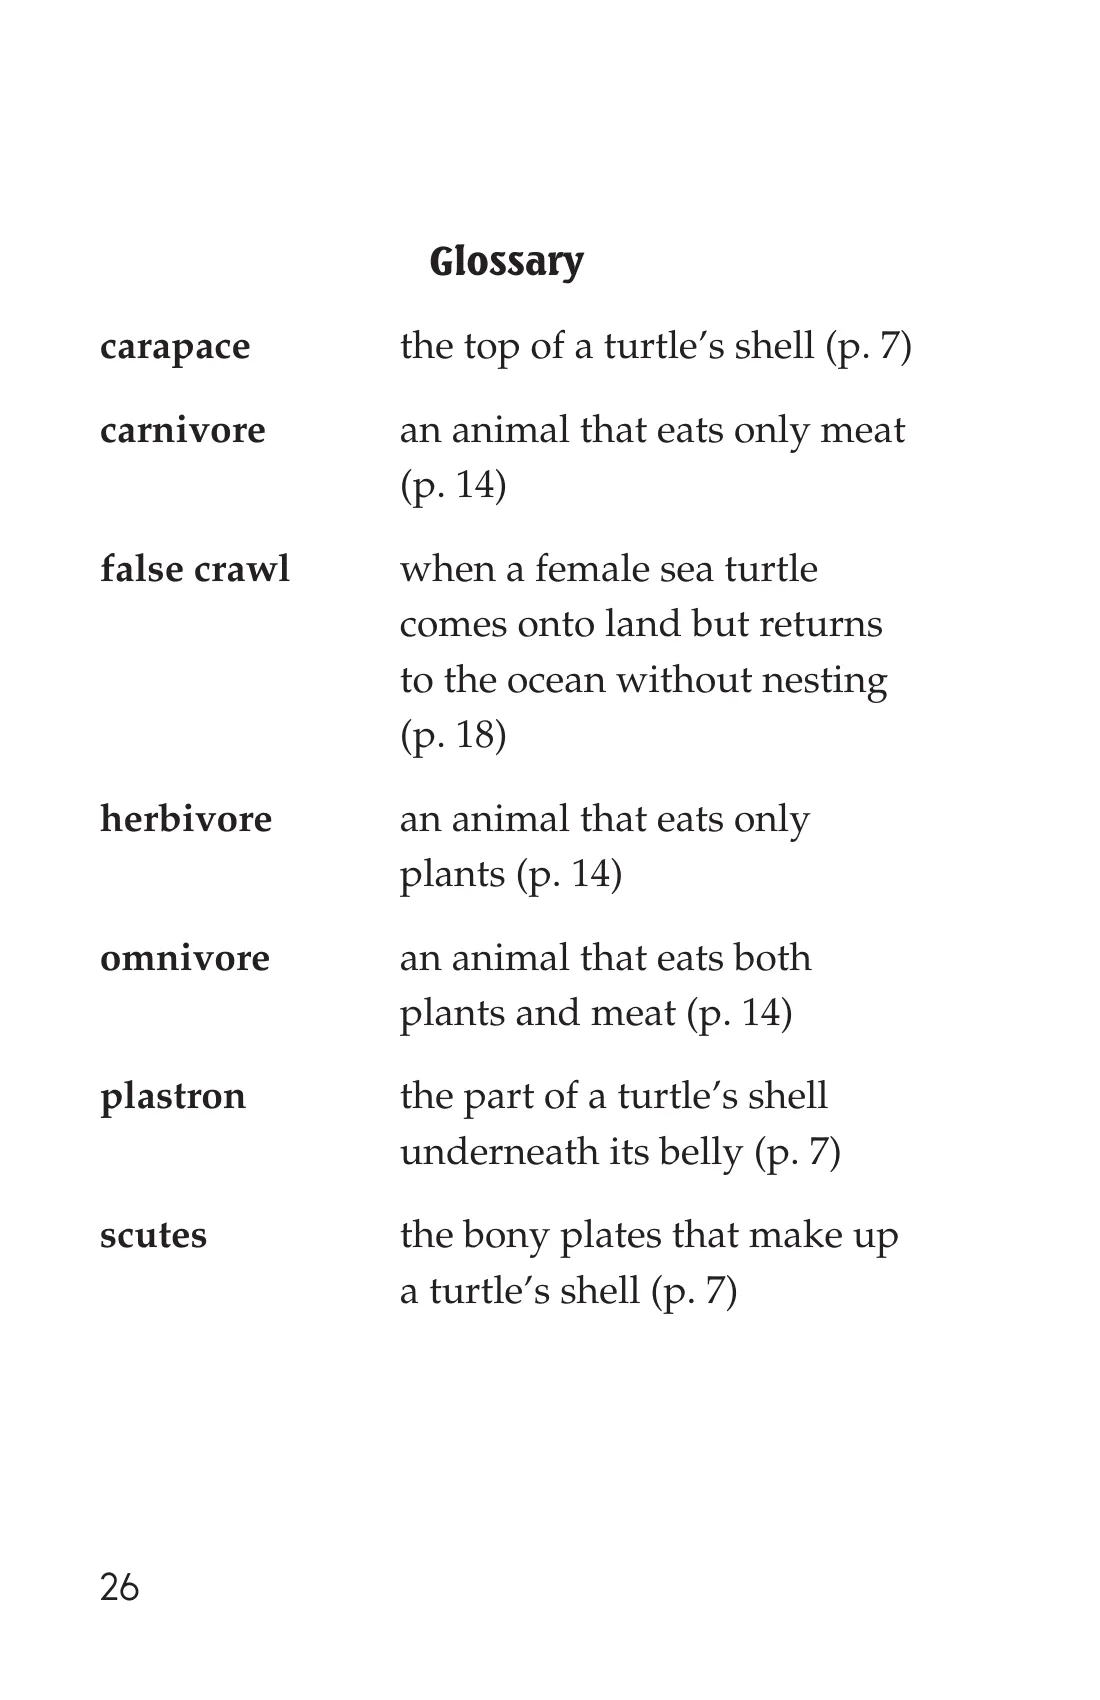 Glossary
carapace the top of a turtle’s shell (p. 7)
carnivore an animal that eats only meat
(p. 14)
false crawl when a female sea turtle
comes onto land but returns
to the ocean without nesting
(p. 18)
herbivore an animal that eats only
plants (p. 14)
omnivore an animal that eats both
plants and meat (p. 14)
plastron the part of a turtle’s shell
underneath its belly (p. 7)
scutes the bony plates that make up
a turtle’s shell (p. 7)
26